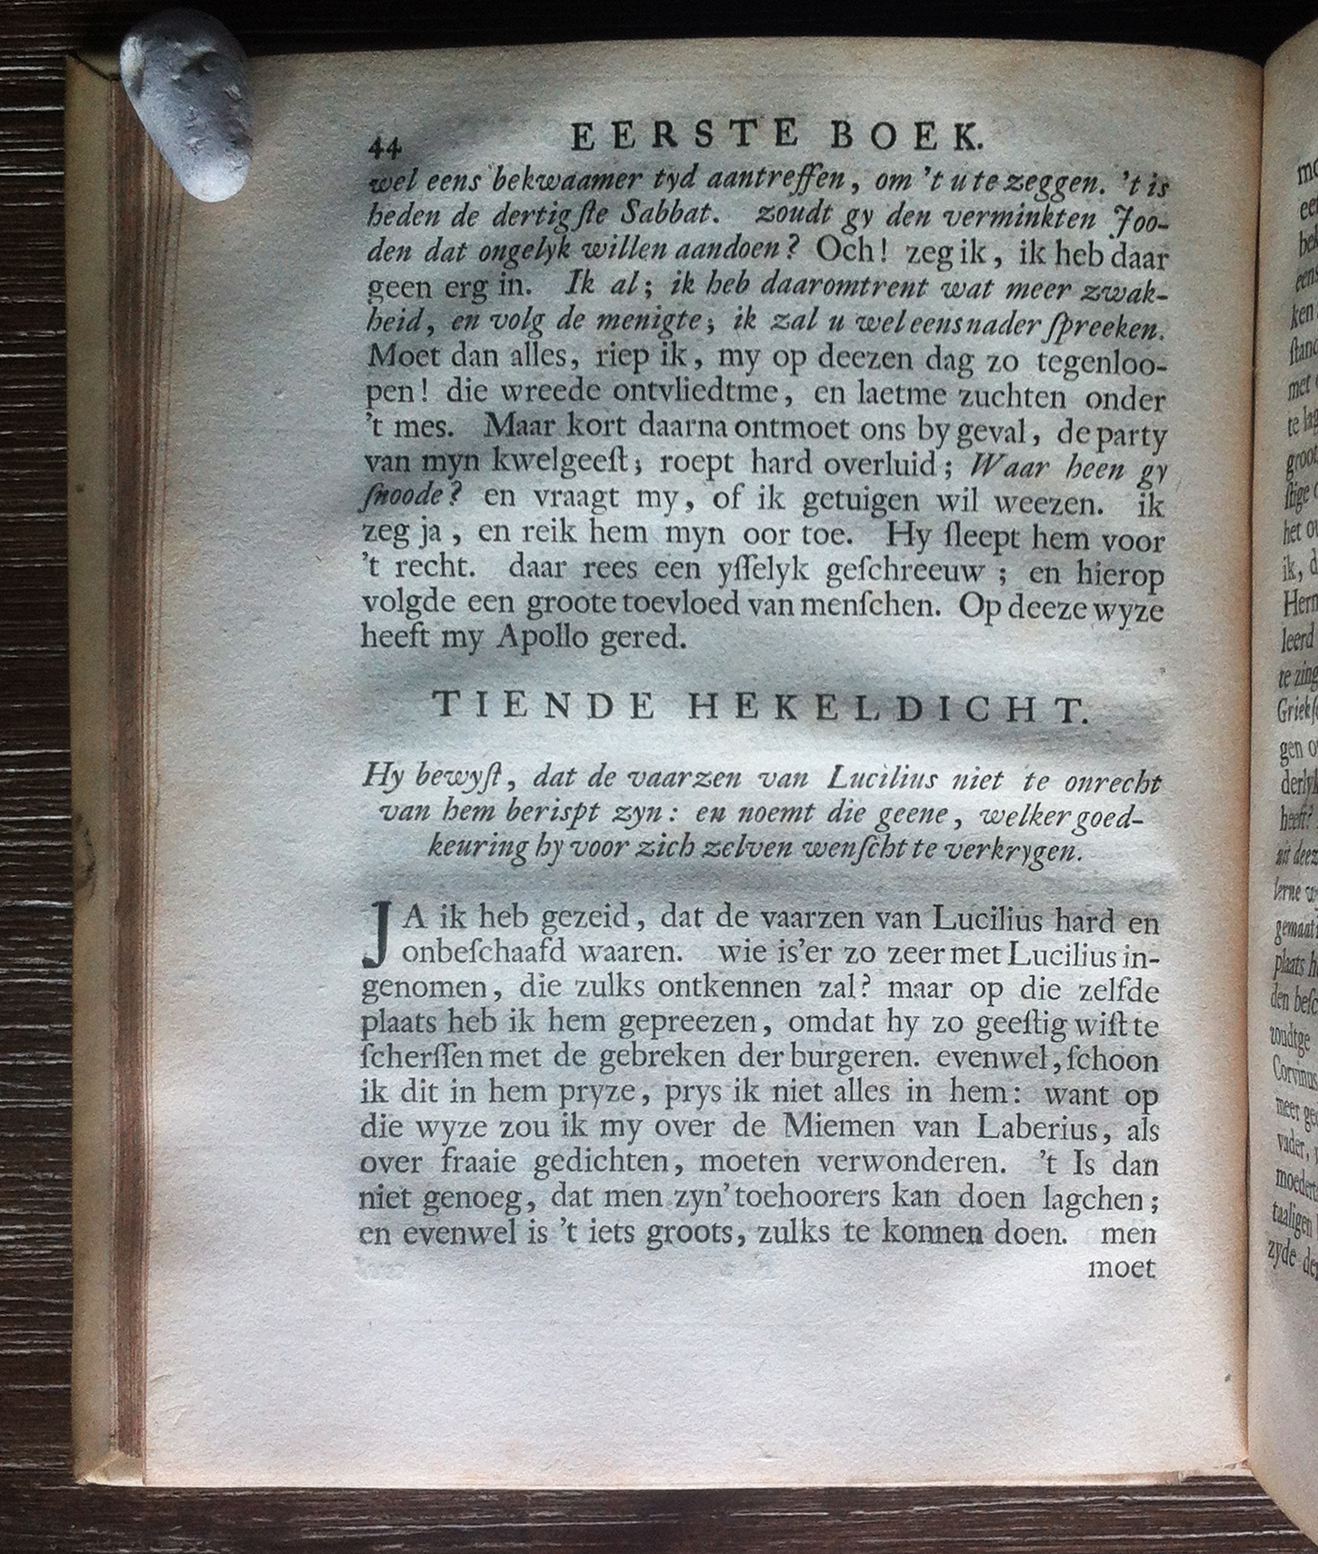 44 EERSTE BOEK.
wel eens bekwaamer tyd aantreffen, om 't u te zeggen. 't is
heden de dertigſte Sabbat. zoudt gy den verminkten Joo-
den dat ongelyk willen aandoen? Och! zeg ik, ik heb daar
geen erg in. Ik al; ik heb daaromtrent wat meer zwak-
heid, en volg de menigte; ik zal u wel eens nader ſpreeken.
Moet dan alles, riep ik, my op deezen dag zo tegenloo-
pen! die wreede ontvliedtme, en laetme zuchten onder
't mes. Maar kort daarna ontmoet ons by geval, de party
van myn kwelgeeſt; roept hard overluid; Waar heen gy
ſnoode? en vraagt my, of ik getuigen wil weezen. ik
zeg ja, en reik hem myn oor toe. Hy ſleept hem voor
't recht. daar rees een yſſelyk geſchreeuw; en hierop
volgde een groote toevloed van menſchen. Op deeze wyze
heeft my Apollo gered.
TIENDE HEKELDICHT.
Hy bewyſt, dat de vaarzen van Lucilius niet te onrecht
van hem berispt zyn: en noemt die geene, welker goed-
keuring hy voor zich zelven wenſcht te verkrygen.
JA ik heb gezeid, dat de vaarzen van Lucilius hard en
onbeſchaafd waaren. wie is'er zo zeer met Lucilius in-
genomen, die zulks ontkennen zal? maar op die zelfde
plaats heb ik hem gepreezen, omdat hy zo geeſtig wiſt te
ſcherſſen met de gebreken der burgeren. evenwel, ſchoon
ik dit in hem pryze, prys ik niet alles in hem: want op
die wyze zou ik my over de Miemen van Laberius, als
over fraaie gedichten, moeten verwonderen. 't Is dan
niet genoeg, dat men zyn' toehoorers kan doen lagchen;
en evenwel is 't iets groots, zulks te konnen doen. men
moet